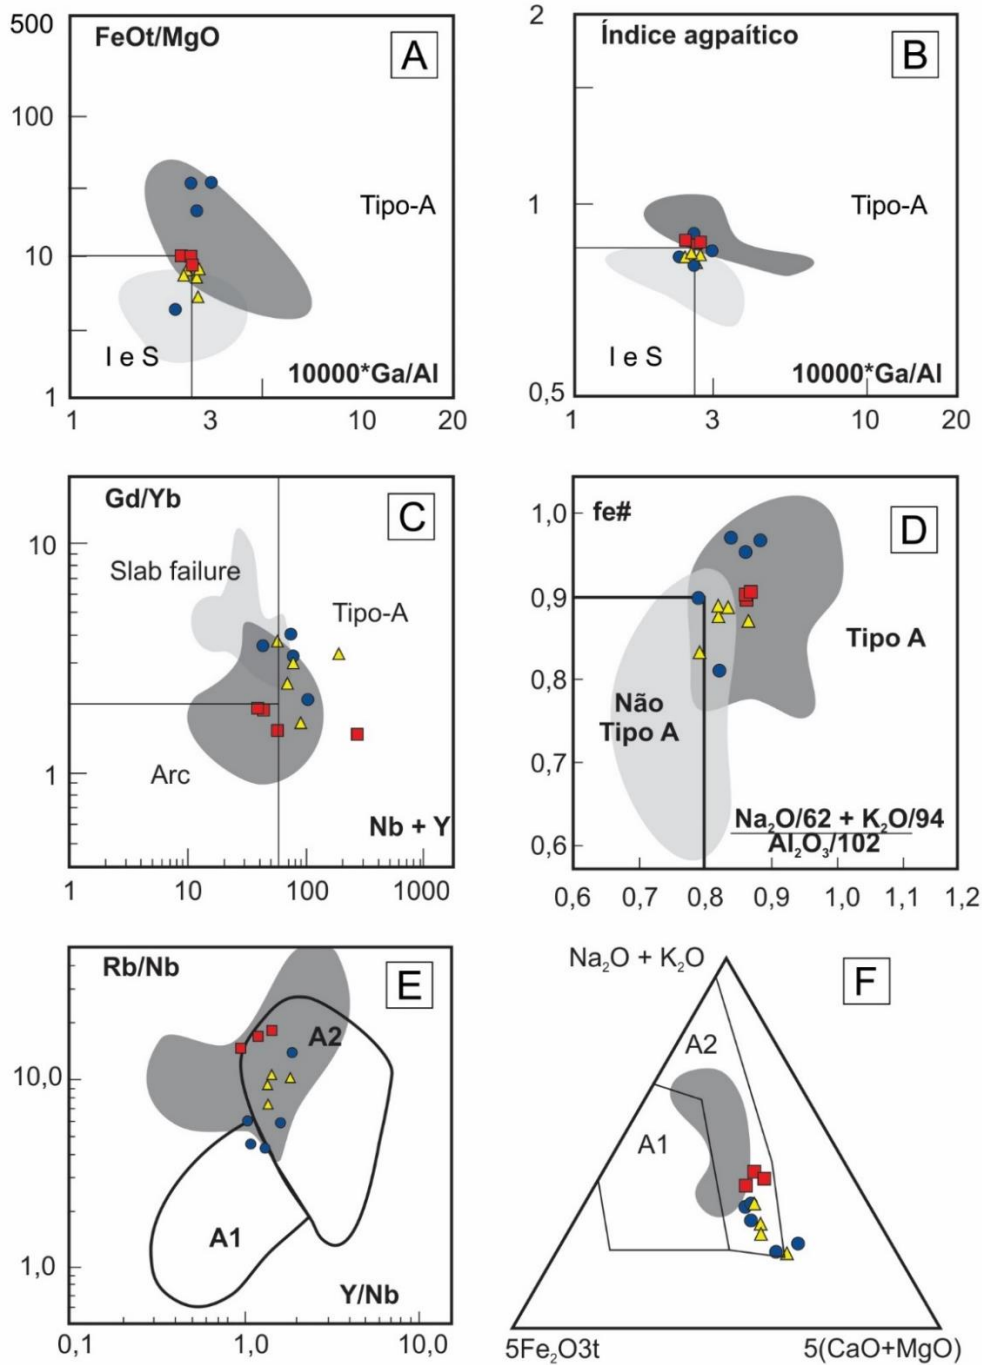 500
FeOt/MgO
A
100
Tipo-A
10
I e S
10000*Ga/Al
1
1
3
10
20
2
Índice agpaítico
B
1
Tipo-A
I e S
10000*Ga/Al
0,5
1
3
10
20
Gd/Yb
C
10
Slab failure
Tipo-A
1
Arc
Nb + Y
1
10
100
1000
1,0
fe#
D
0,9
Tipo A
0,8
Não
Tipo A
0,7
Na₂O/62 + K₂O/94
Al₂O₃/102
0,6
0,6
0,7
0,8
0,9
1,0
1,1
1,2
Rb/Nb
E
A2
10,0
A1
1,0
Y/Nb
0,1
1,0
10,0
Na₂O + K₂O
F
A2
A1
5Fe₂O3t
5(CaO+MgO)